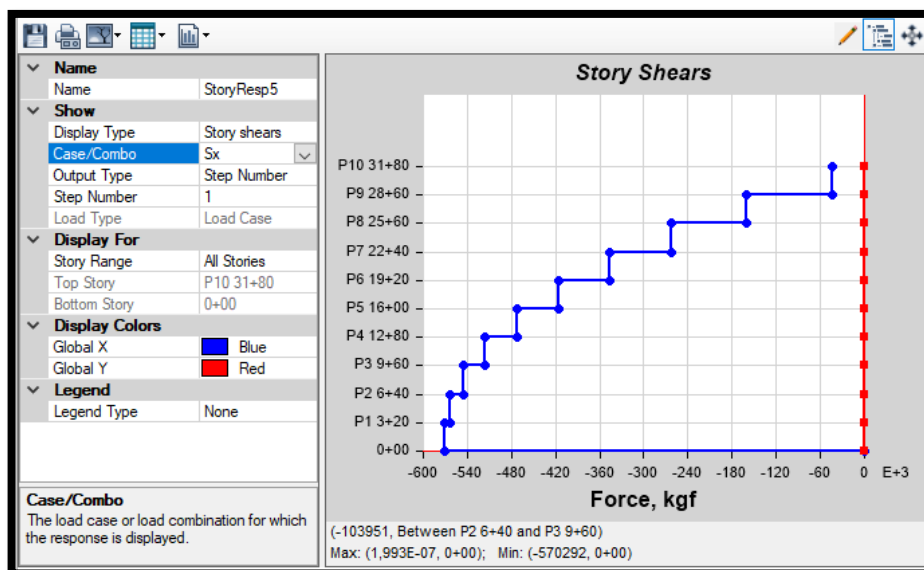 Name
Name StoryResp5
Show
Display Type Story shears
Case/Combo Sx
Output Type Step Number
Step Number 1
Load Type Load Case
Display For
Story Range All Stories
Top Story P10 31+80
Bottom Story 0+00
Display Colors
Global X Blue
Global Y Red
Legend
Legend Type None
Case/Combo
The load case or load combination for which
the response is displayed.
Story Shears
P10 31+80
P9 28+60
P8 25+60
P7 22+40
P6 19+20
P5 16+00
P4 12+80
P3 9+60
P2 6+40
P1 3+20
0+00
-600 -540 -480 -420 -360 -300 -240 -180 -120 -60 0 E+3
Force, kgf
(-103951, Between P2 6+40 and P3 9+60)
Max: (1,993E-07, 0+00); Min: (-570292, 0+00)